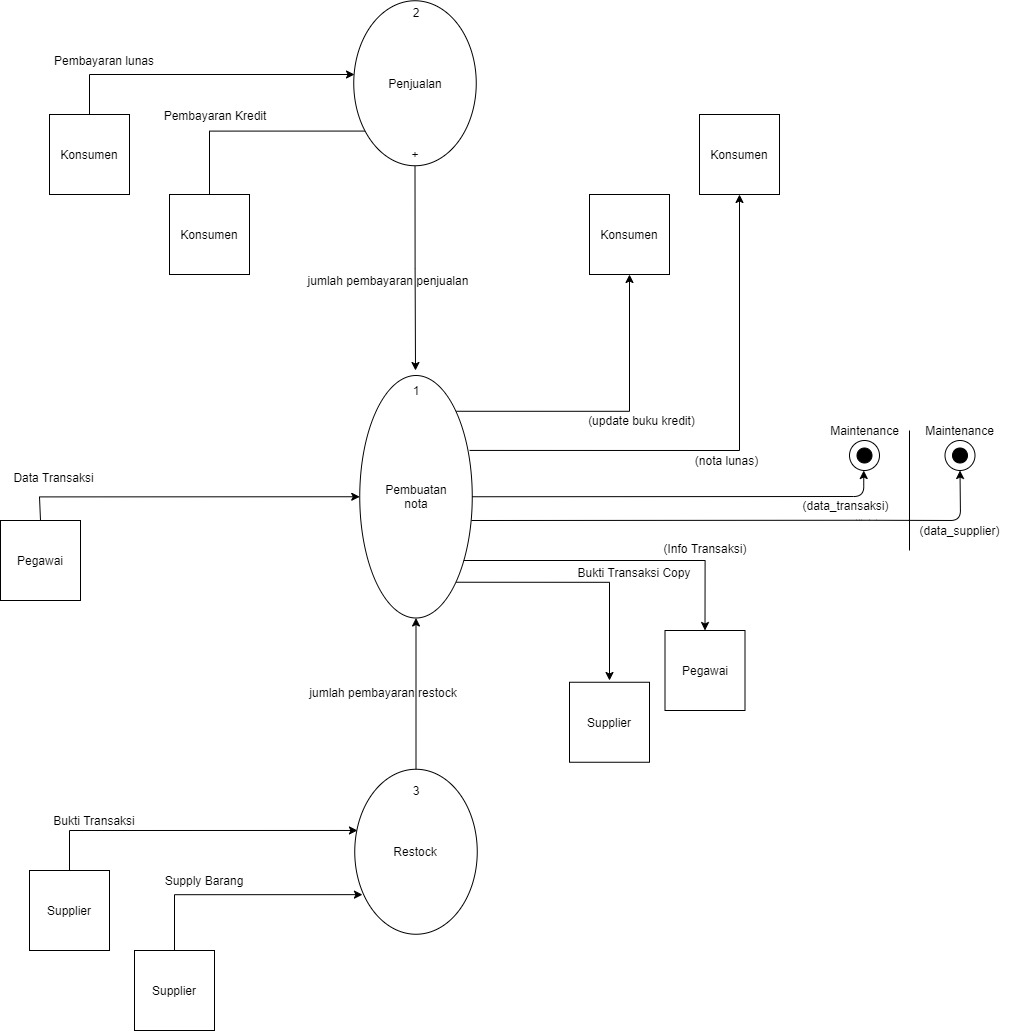 2
Penjualan
+
Pembayaran lunas
Konsumen
Pembayaran Kredit
Konsumen
Konsumen
Konsumen
jumlah pembayaran penjualan
1
Pembuatan
nota
(update buku kredit)
(nota lunas)
Maintenance
Maintenance
(data_transaksi)
(data_supplier)
Data Transaksi
Pegawai
(Info Transaksi)
Bukti Transaksi Copy
Pegawai
Supplier
jumlah pembayaran restock
3
Restock
Bukti Transaksi
Supplier
Supply Barang
Supplier